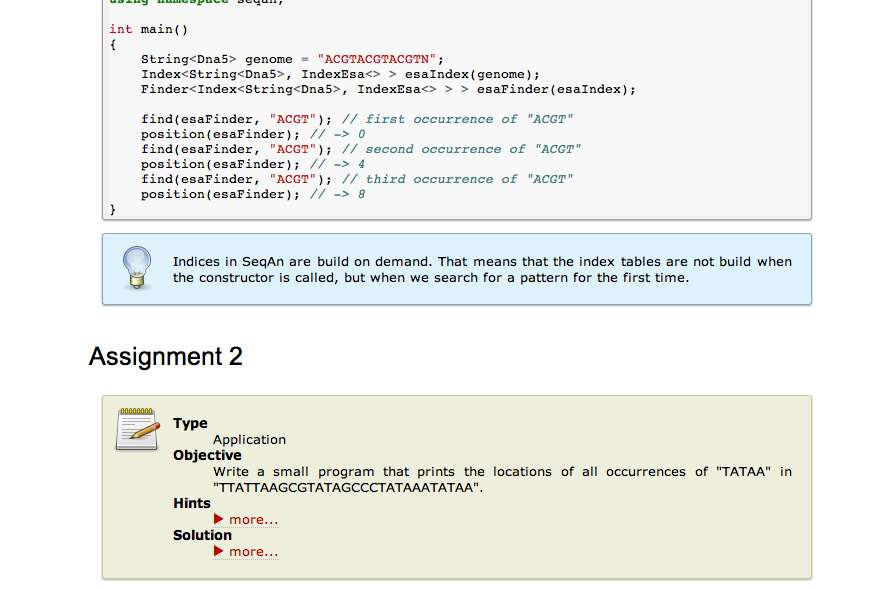 using namespace seqan;
int main()
{
String<Dna5> genome = "ACGTACGTACGTN";
Index<String<Dna5>, IndexEsa<> > esaIndex(genome);
Finder<Index<String<Dna5>, IndexEsa<> > > esaFinder(esaIndex);
find(esaFinder, "ACGT"); // first occurrence of "ACGT"
position(esaFinder); // -> 0
find(esaFinder, "ACGT"); // second occurrence of "ACGT"
position(esaFinder); // -> 4
find(esaFinder, "ACGT"); // third occurrence of "ACGT"
position(esaFinder); // -> 8
}
Indices in SeqAn are build on demand. That means that the index tables are not build when
the constructor is called, but when we search for a pattern for the first time.
Assignment 2
Type
Application
Objective
Write a small program that prints the locations of all occurrences of "TATAA" in
"TTATTAAGCGTATAGCCCTATAAATATAA".
Hints
▶ more...
Solution
▶ more...